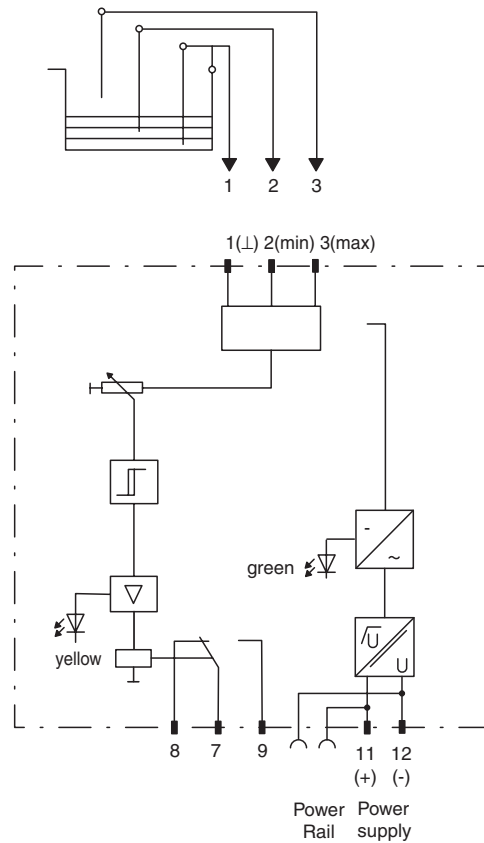 1 2 3
1(⊥) 2(min) 3(max)
-
~
green
U
U
yellow
8 7 9 11 12
(+) (-)
Power Power
Rail supply